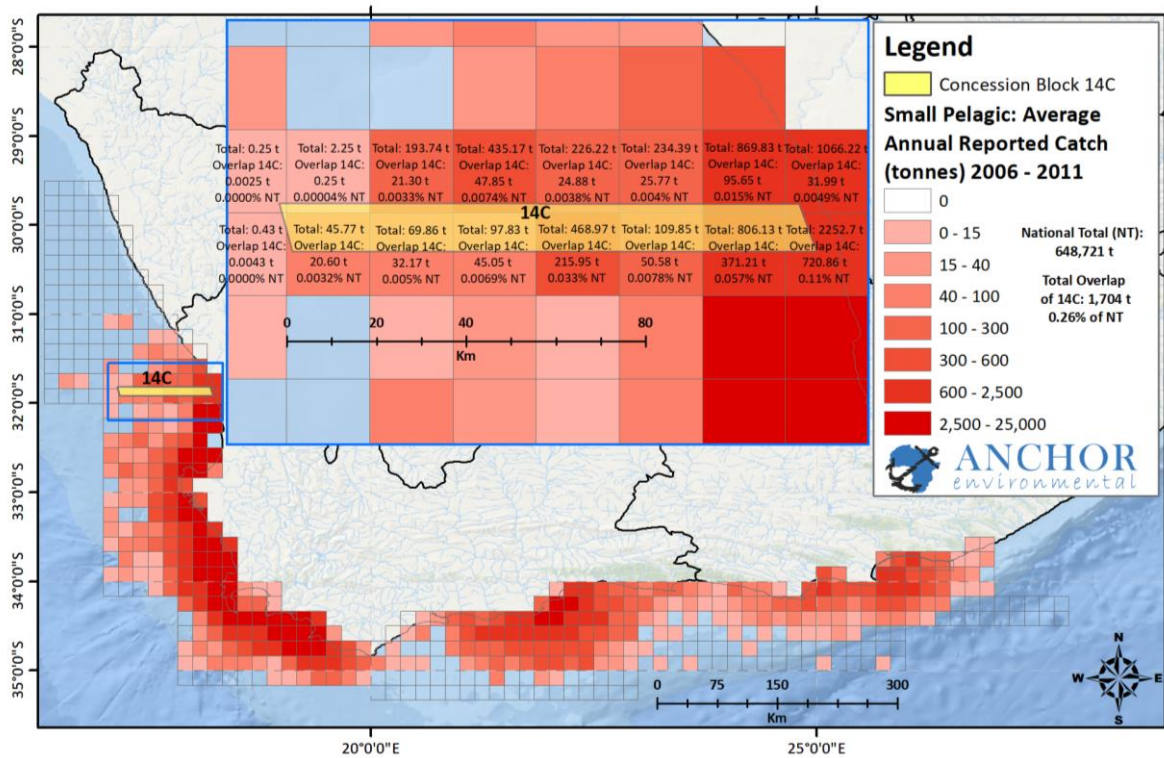 28°0'0"S
29°0'0"S
30°0'0"S
31°0'0"S
32°0'0"S
33°0'0"S
34°0'0"S
35°0'0"S
Total: 0.25 t
Overlap 14C:
0.0025 t
0.0000% NT
Total: 2.25 t
Overlap 14C:
0.25 t
0.00004% NT
Total: 193.74 t
Overlap 14C:
21.30 t
0.0033% NT
Total: 435.17 t
Overlap 14C:
47.85 t
0.0074% NT
Total: 226.22 t
Overlap 14C:
24.88 t
0.0038% NT
Total: 234.39 t
Overlap 14C:
25.77 t
0.004% NT
Total: 869.83 t
Overlap 14C:
95.65 t
0.015% NT
Total: 1066.22 t
Overlap 14C:
31.99 t
0.0049% NT
14C
Total: 0.43 t
Overlap 14C:
0.0043 t
0.0000% NT
Total: 45.77 t
Overlap 14C:
20.60 t
0.0032% NT
Total: 69.86 t
Overlap 14C:
32.17 t
0.005% NT
Total: 97.83 t
Overlap 14C:
45.05 t
0.0069% NT
Total: 468.97 t
Overlap 14C:
215.95 t
0.033% NT
Total: 109.85 t
Overlap 14C:
50.58 t
0.0078% NT
Total: 806.13 t
Overlap 14C:
371.21 t
0.057% NT
Total: 2252.7 t
Overlap 14C:
720.86 t
0.11% NT
0 20 40 80
Km
14C
Legend
Concession Block 14C
Small Pelagic: Average
Annual Reported Catch
(tonnes) 2006 - 2011
0
0 - 15
15 - 40
40 - 100
100 - 300
300 - 600
600 - 2,500
2,500 - 25,000
National Total (NT):
648,721 t
Total Overlap
of 14C: 1,704 t
0.26% of NT
ANCHOR
environmental
0 75 150 300
Km
N
W E
S
20°0'0"E
25°0'0"E